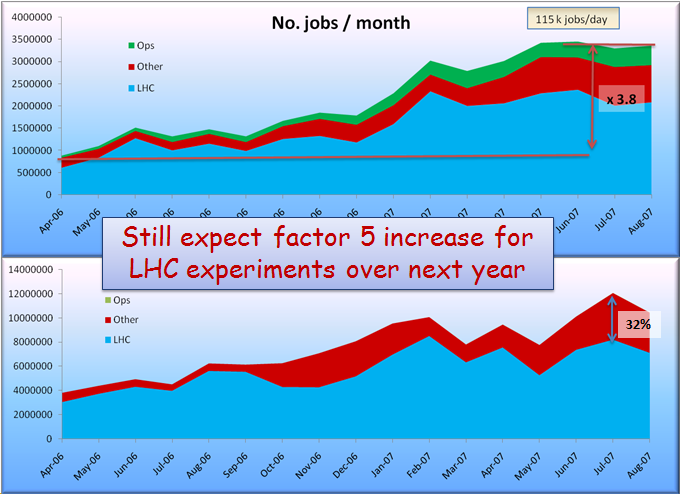 No. jobs / month
115 k jobs/day
4000000
3500000
3000000
2500000
2000000
1500000
1000000
500000
0
Ops
Other
LHC
x 3.8
Apr-06
May-06
Jun-06
Jul-06
Aug-06
Sep-06
Oct-06
Nov-06
Dec-06
Jan-07
Feb-07
Mar-07
Apr-07
May-07
Jun-07
Jul-07
Aug-07
Still expect factor 5 increase for
LHC experiments over next year
14000000
12000000
10000000
8000000
6000000
4000000
2000000
0
Ops
Other
LHC
32%
Apr-06
May-06
Jun-06
Jul-06
Aug-06
Sep-06
Oct-06
Nov-06
Dec-06
Jan-07
Feb-07
Mar-07
Apr-07
May-07
Jun-07
Jul-07
Aug-07